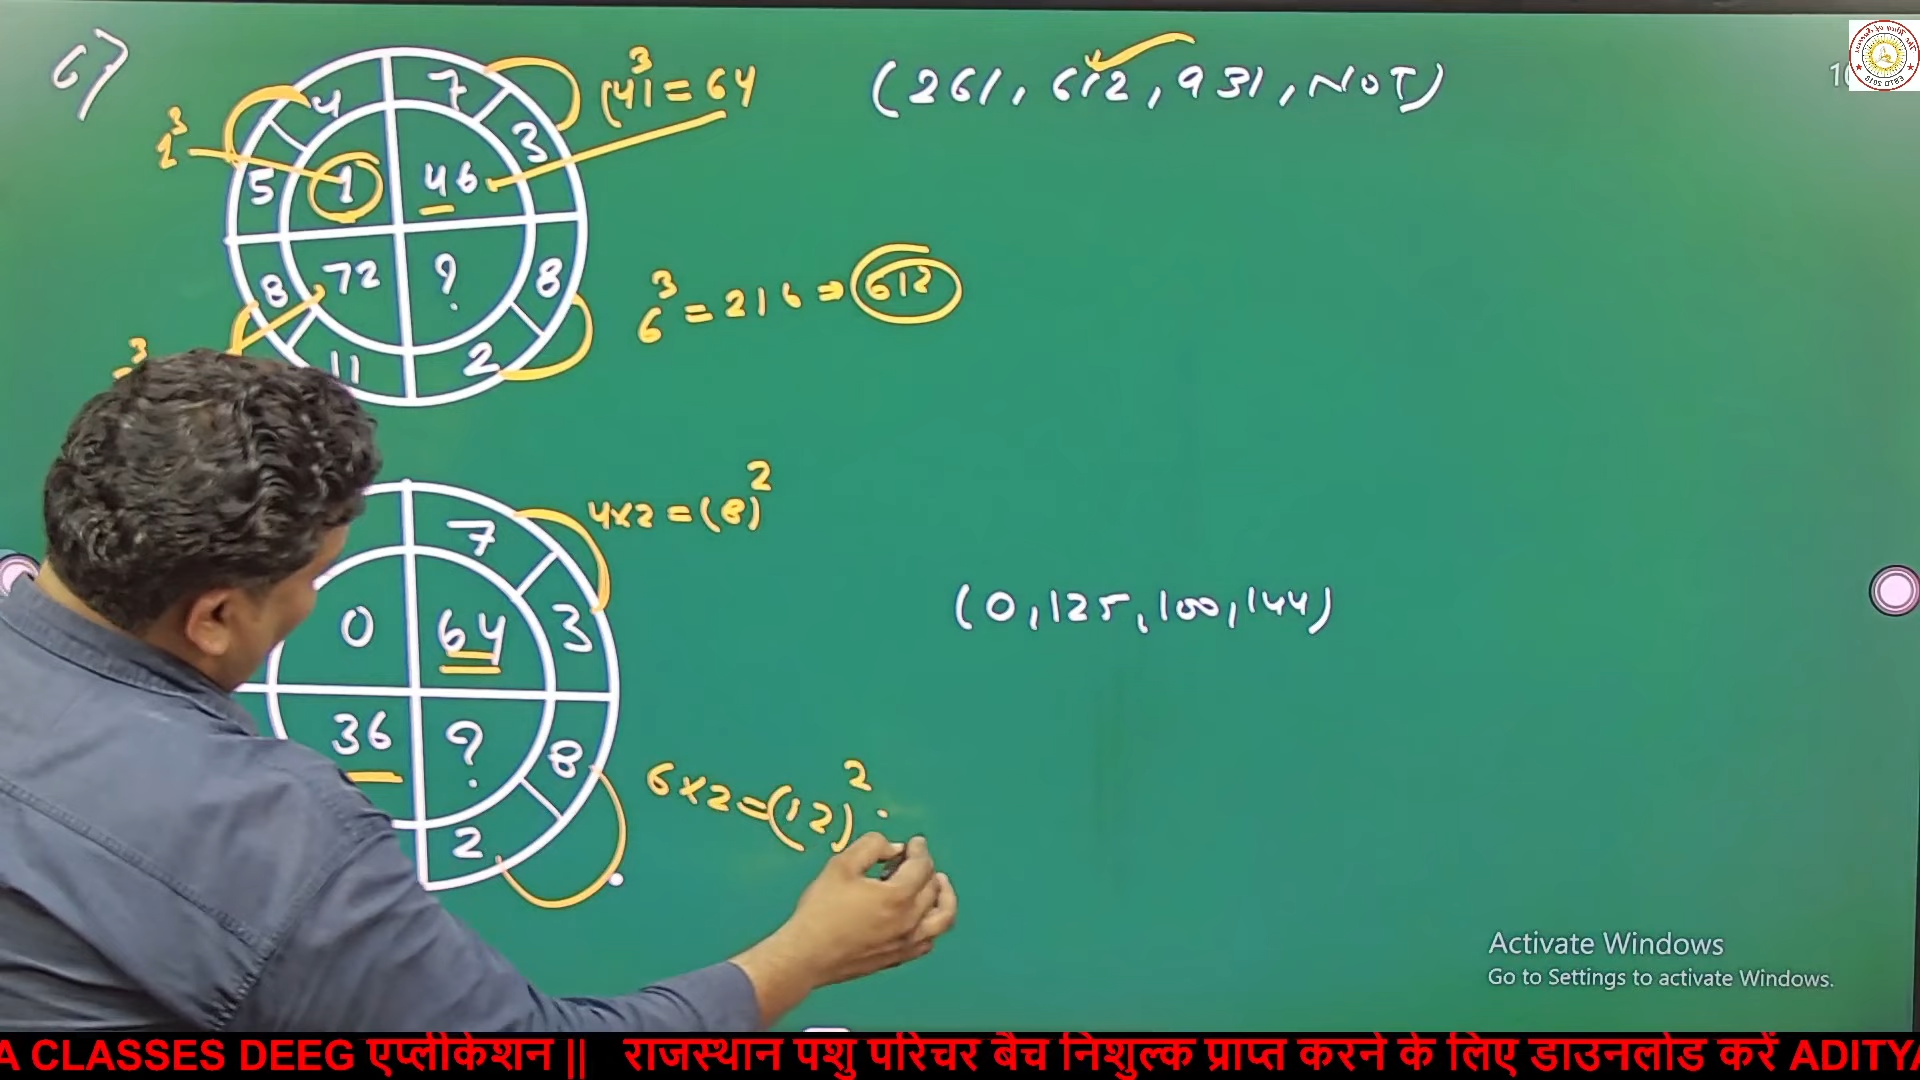 6)
4 7 (4)³ = 64 (261, 612, 931, NOT)
1³ 3
5 1 46
8 72 ? 8 6³ = 216 ⇒ 612
3
11 2
7 4×2 = (8)²
0 64 3 (0, 125, 100, 144)
36 ? 8 6×2 = (12)²
2
Activate Windows
Go to Settings to activate Windows.
A CLASSES DEEG एप्लीकेशन || राजस्थान पशु परिचर बैच निशुल्क प्राप्त करने के लिए डाउनलोड करें ADITYA